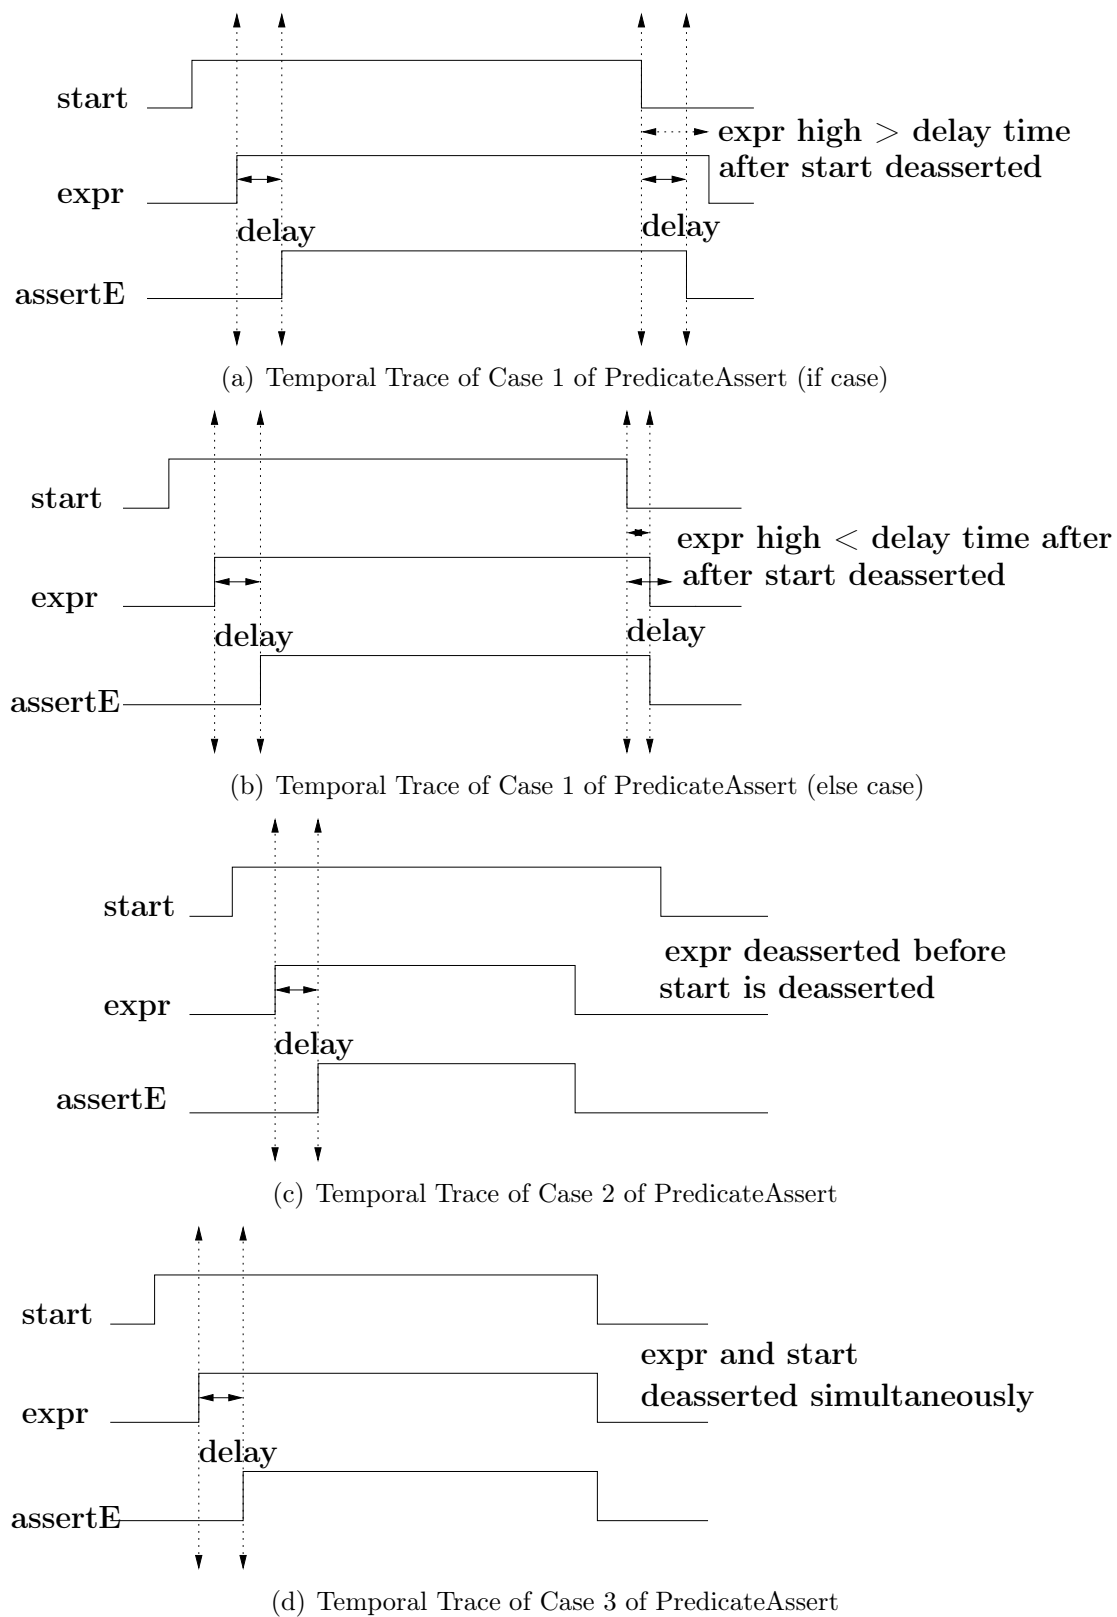 start
expr high > delay time
after start deasserted
expr
delay
delay
assertE
(a) Temporal Trace of Case 1 of PredicateAssert (if case)
start
expr high < delay time after
after start deasserted
expr
delay
delay
assertE
(b) Temporal Trace of Case 1 of PredicateAssert (else case)
start
expr deasserted before
start is deasserted
expr
delay
assertE
(c) Temporal Trace of Case 2 of PredicateAssert
start
expr and start
deasserted simultaneously
expr
delay
assertE
(d) Temporal Trace of Case 3 of PredicateAssert